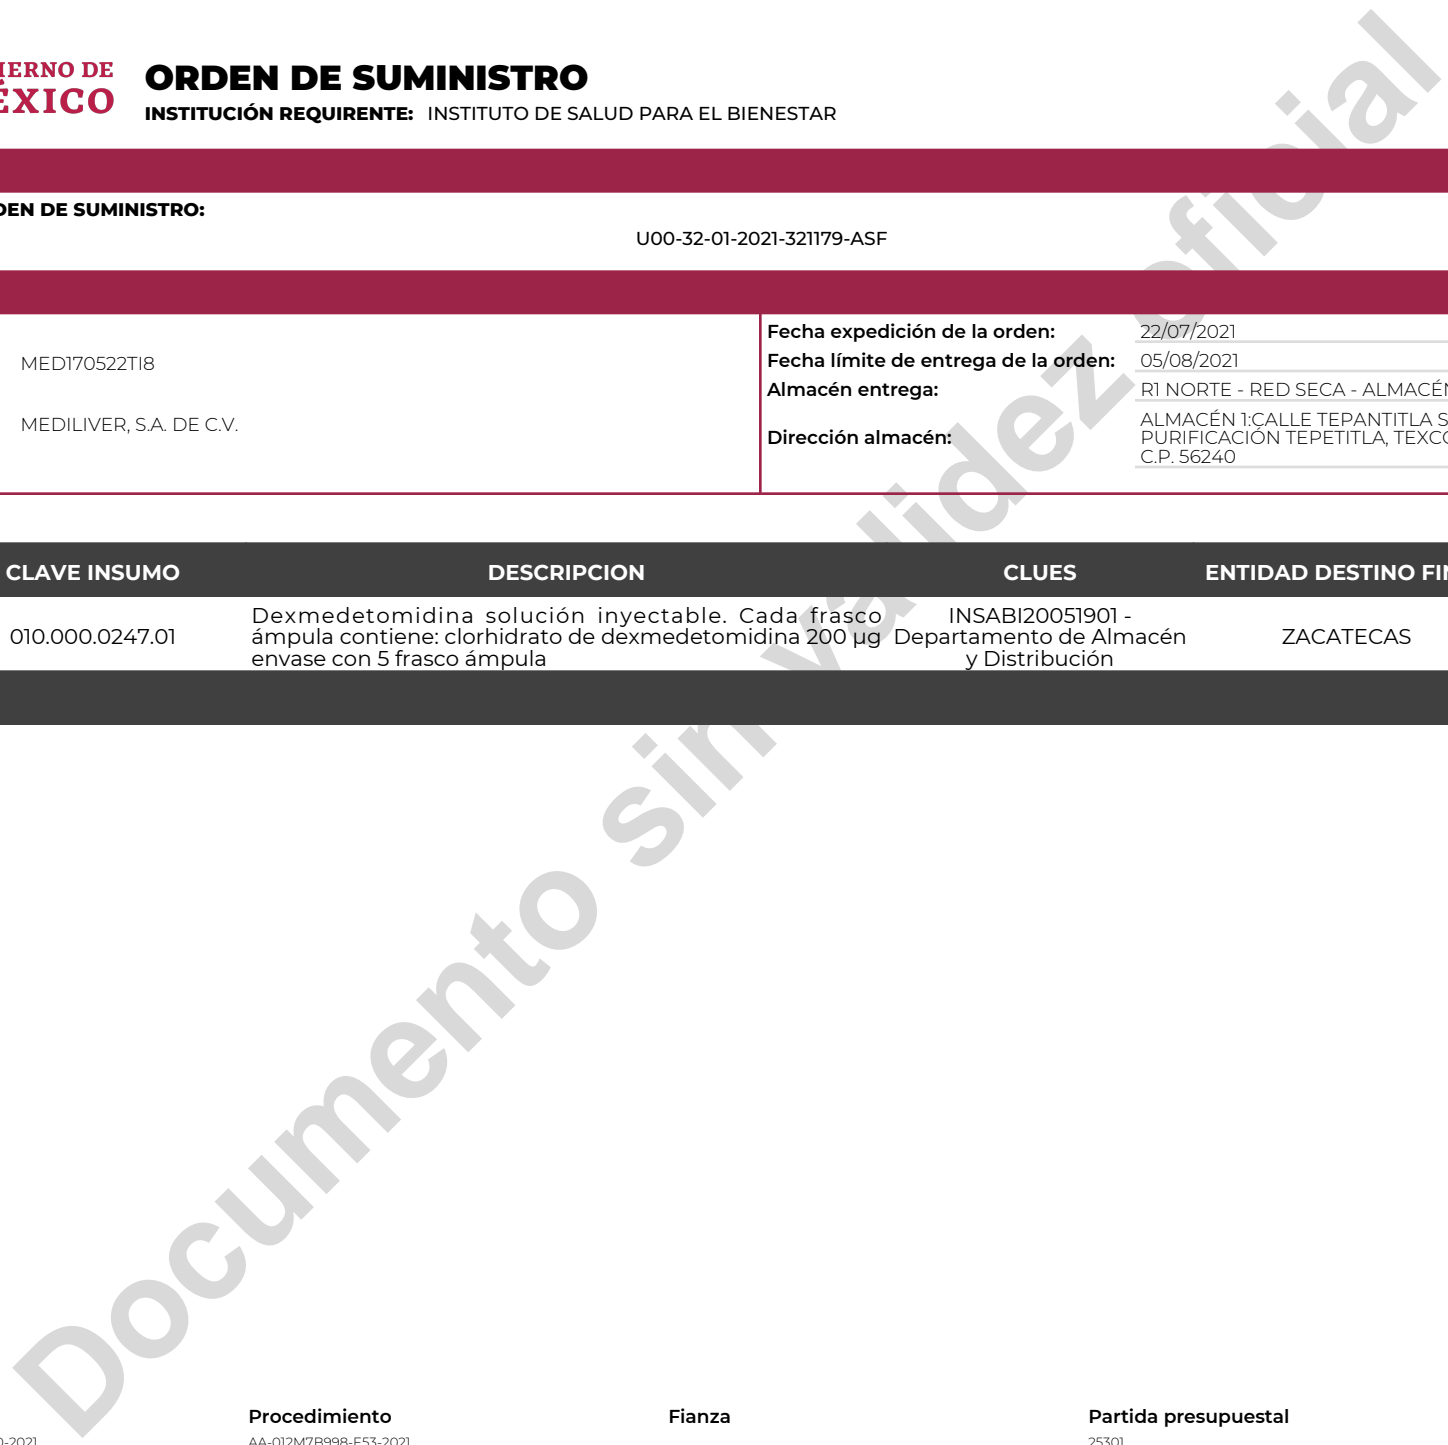 DE
ORDEN DE SUMINISTRO
INSTITUCIÓN REQUIRENTE: INSTITUTO DE SALUD PARA EL BIENESTAR
DE SUMINISTRO:
U00-32-01-2021-321179-ASF
MED170522TI8
MEDILIVER, S.A. DE C.V.
Fecha expedición de la orden: 22/07/2021
Fecha límite de entrega de la orden: 05/08/2021
Almacén entrega: R1 NORTE - RED SECA - ALMACÉN
Dirección almacén:
ALMACÉN 1:CALLE TEPANTITLA
PURIFICACIÓN TEPETITLA,
C.P. 56240
CLAVE INSUMO DESCRIPCION CLUES ENTIDAD DESTINO
010.000.0247.01
Dexmedetomidina solución inyectable. Cada frasco
ámpula contiene: clorhidrato de dexmedetomidina 200 µg
envase con 5 frasco ámpula
INSABI20051901 -
Departamento de Almacén
y Distribución
ZACATECAS
Documento sin validez oficial
Procedimiento Fianza Partida presupuestal
AA-012M7B998-E53-2021 25301